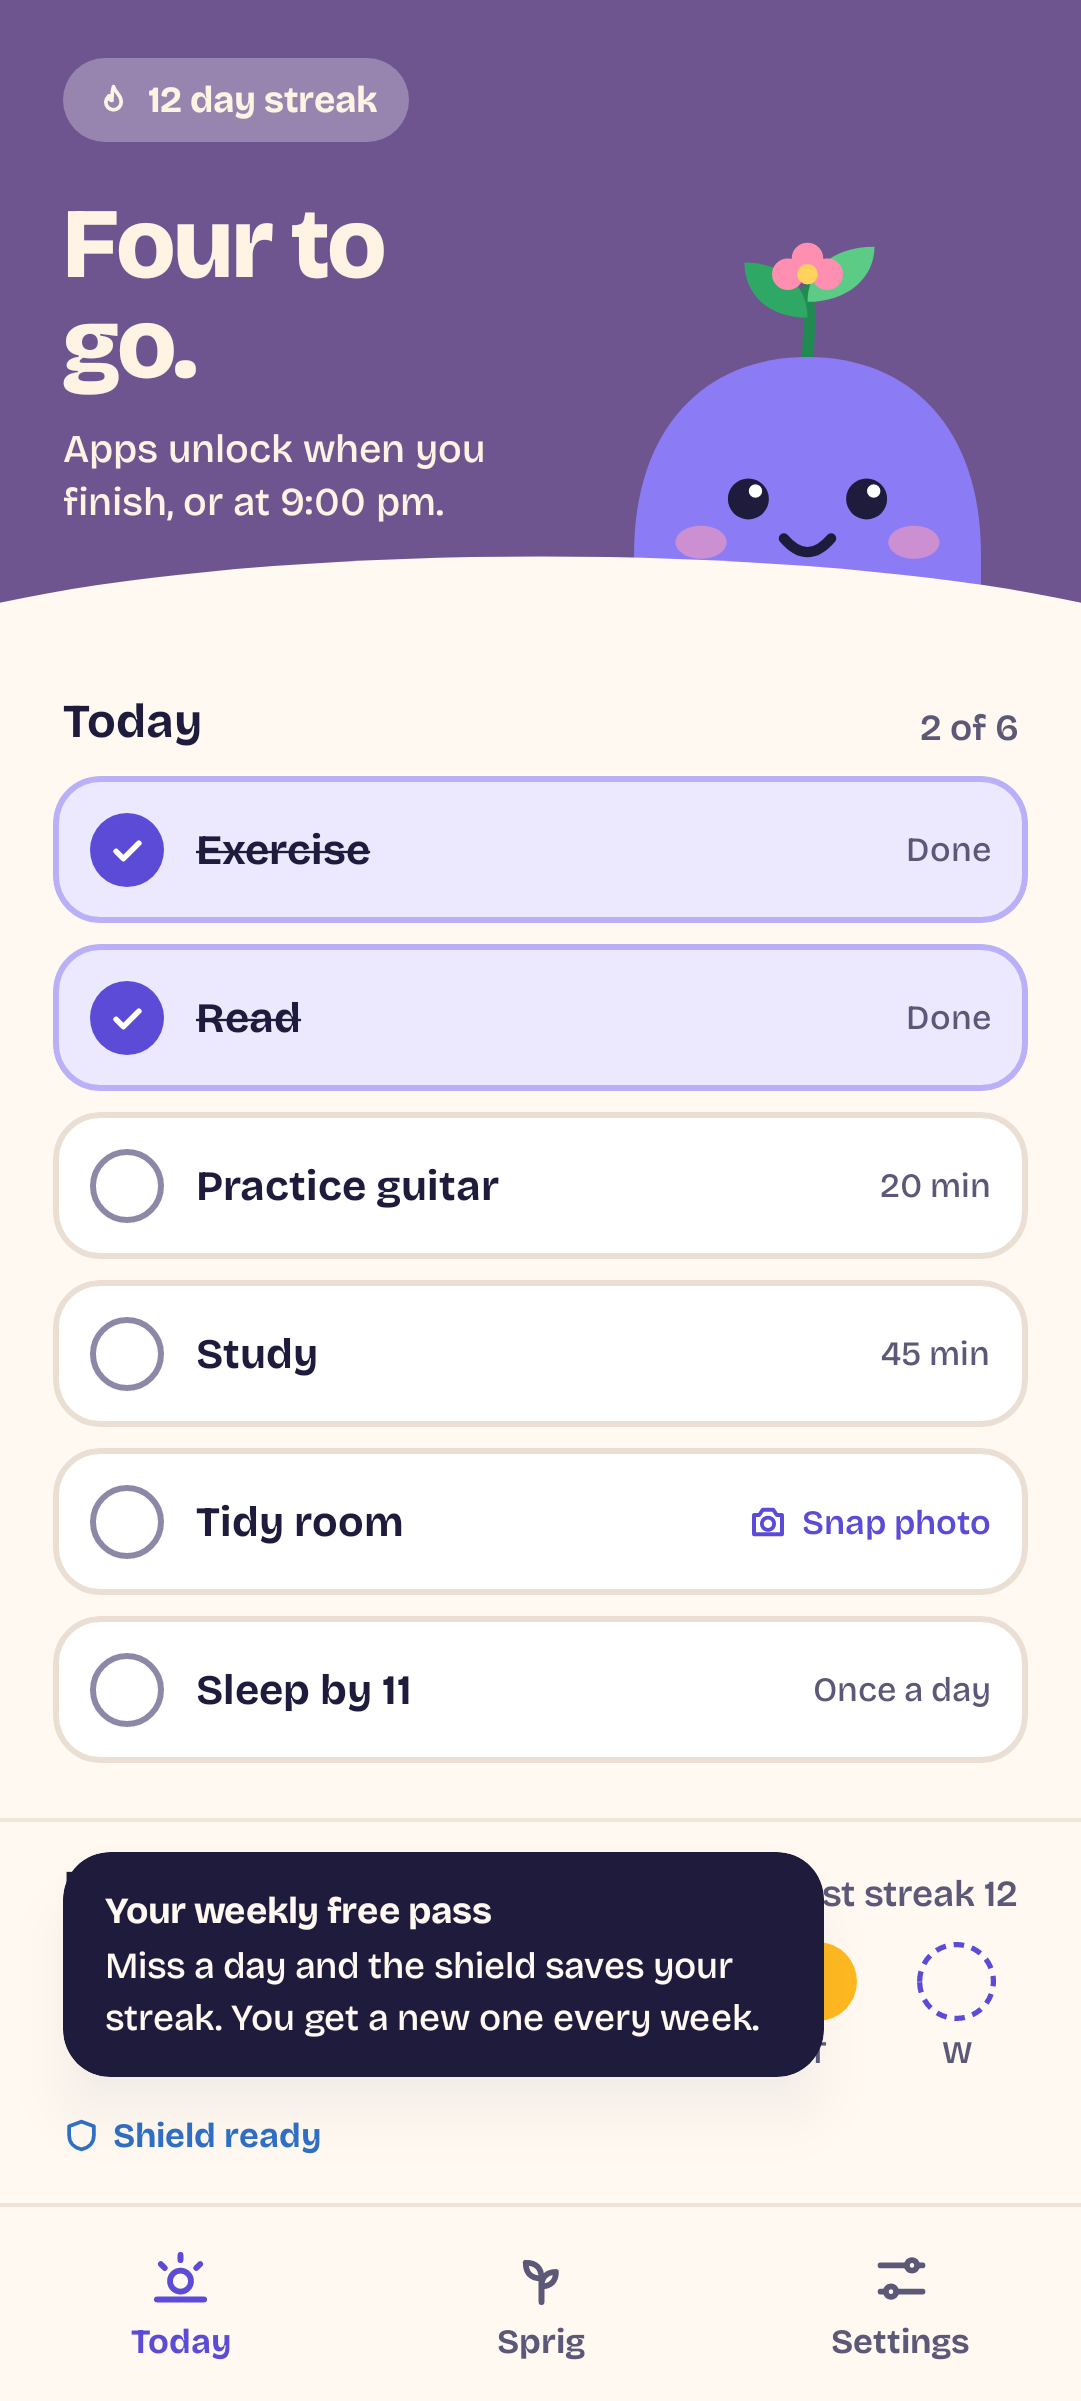 12 day streak
Four to
go.
Apps unlock when you
finish, or at 9:00 pm.
Today
2 of 6
Exercise
Done
Read
Done
Practice guitar
20 min
Study
45 min
Tidy room
Snap photo
Sleep by 11
Once a day
Your weekly free pass
Miss a day and the shield saves your
streak. You get a new one every week.
streak 12
W
Shield ready
Today
Sprig
Settings